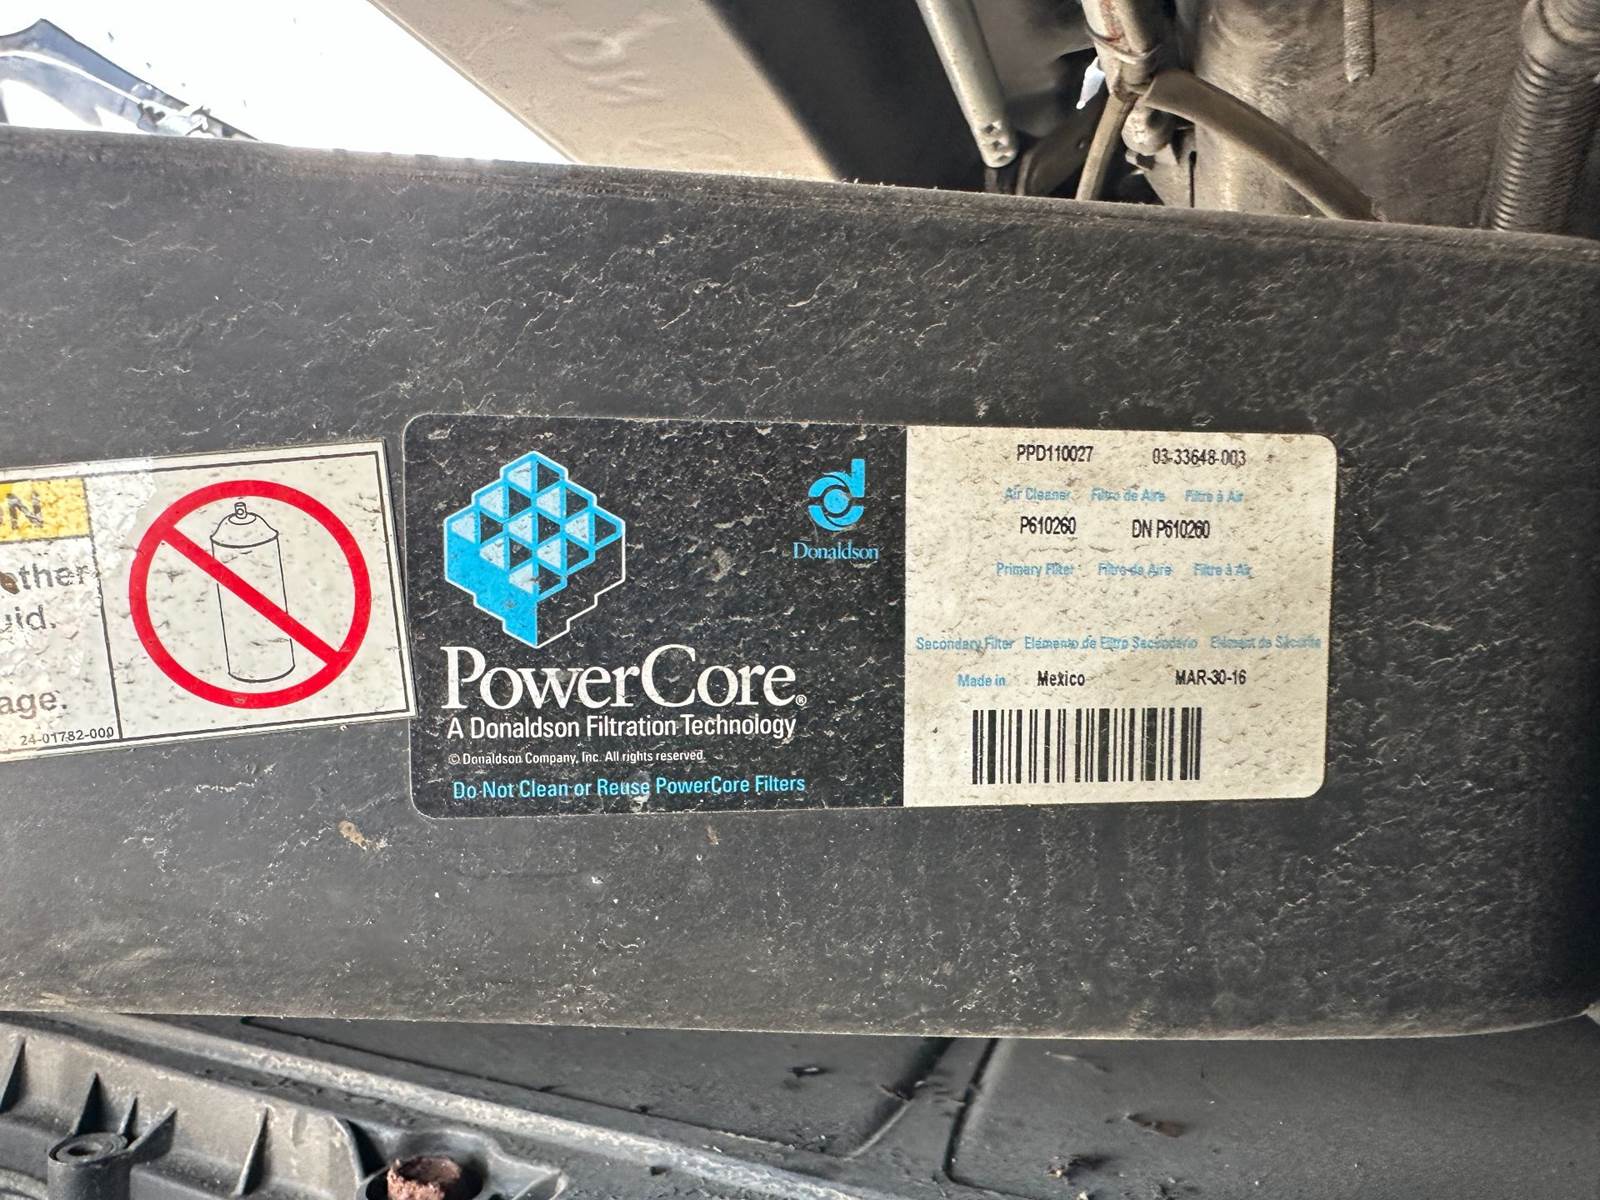 ON
ether
uid.
age.
24-01782-000
PowerCore®
A Donaldson Filtration Technology
© Donaldson Company, Inc. All rights reserved.
Do Not Clean or Reuse PowerCore Filters
Donaldson
PPD110027 03-33648-003
Air Cleaner Filtro de Aire Filtre à Air
P610260 DN P610260
Primary Filter Filtro de Aire Filtre à Air
Secondary Filter Elemento de Filtro Secundario Élément de Sécurité
Made in Mexico MAR-30-16